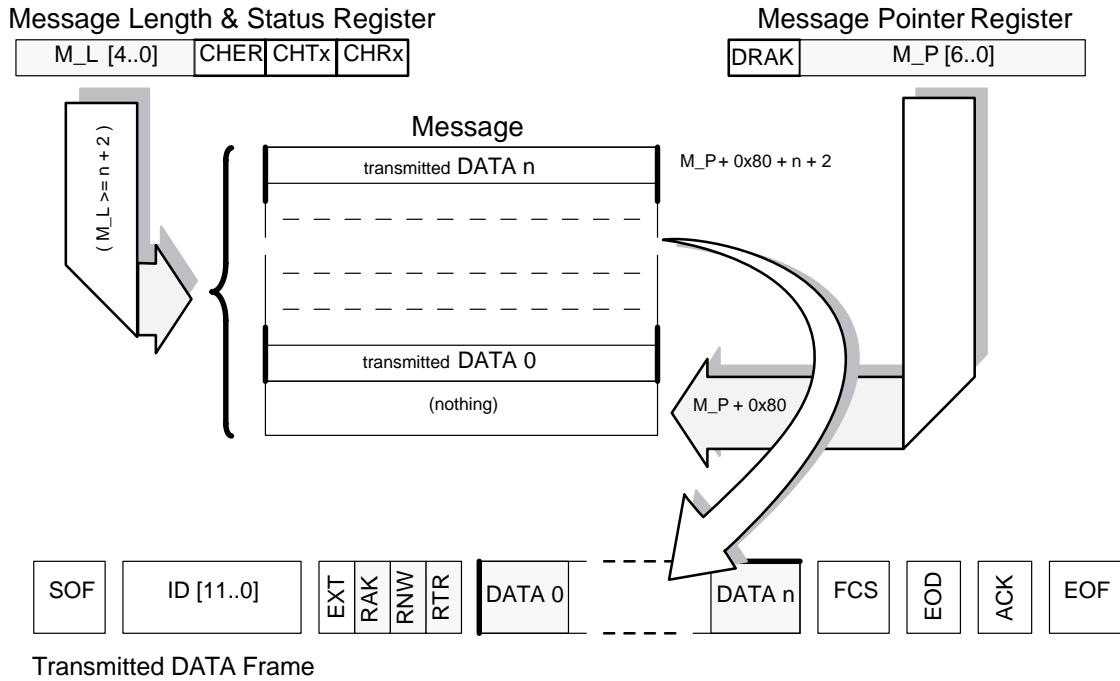 Message Length & Status Register
Message Pointer Register
M_L [4..0] CHER CHTx CHRx
DRAK M_P [6..0]
( M_L >= n + 2 )
Message
transmitted DATA n
M_P + 0x80 + n + 2
transmitted DATA 0
(nothing)
M_P + 0x80
SOF ID [11..0] EXT RAK RNW RTR DATA 0 DATA n FCS EOD ACK EOF
Transmitted DATA Frame